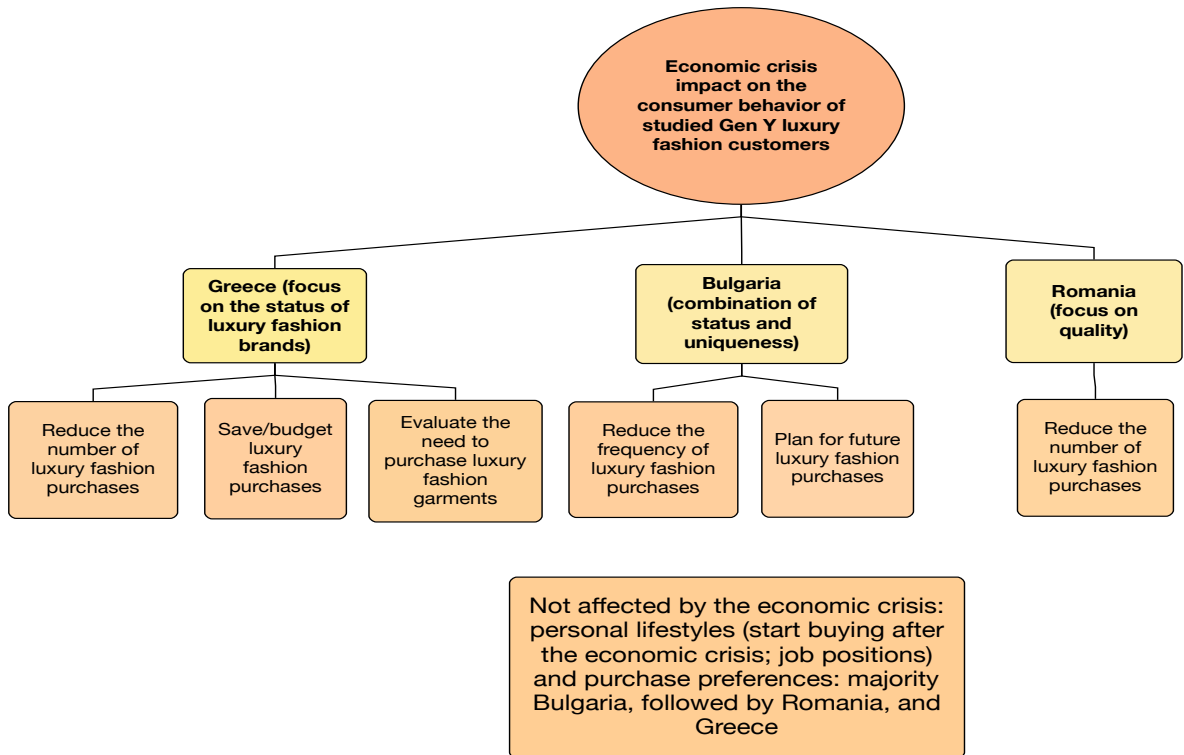 Economic crisis
impact on the
consumer behavior of
studied Gen Y luxury
fashion customers
Greece (focus
on the status of
luxury fashion
brands)
Bulgaria
(combination of
status and
uniqueness)
Romania
(focus on
quality)
Reduce the
number of
luxury fashion
purchases
Save/budget
luxury
fashion
purchases
Evaluate the
need to
purchase luxury
fashion
garments
Reduce the
frequency of
luxury fashion
purchases
Plan for future
luxury fashion
purchases
Reduce the
number of
luxury fashion
purchases
Not affected by the economic crisis:
personal lifestyles (start buying after
the economic crisis; job positions)
and purchase preferences: majority
Bulgaria, followed by Romania, and
Greece